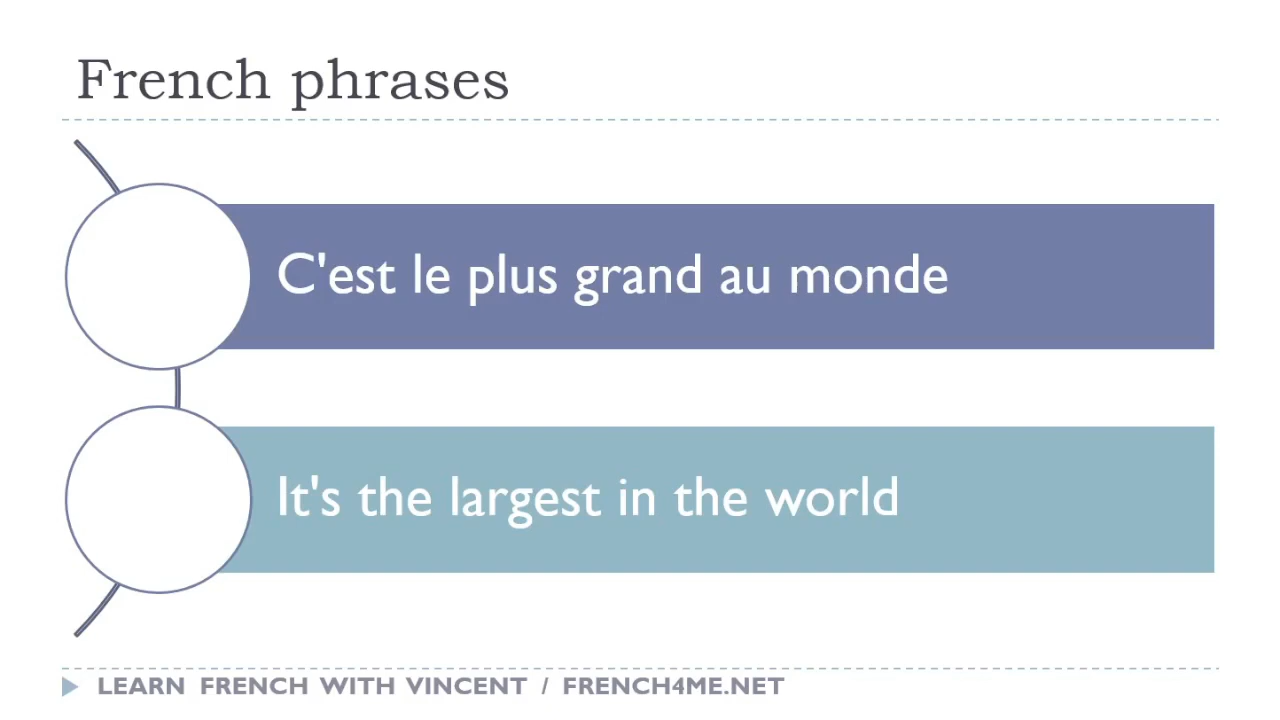 French phrases
C'est le plus grand au monde
It's the largest in the world
LEARN FRENCH WITH VINCENT / FRENCH4ME.NET